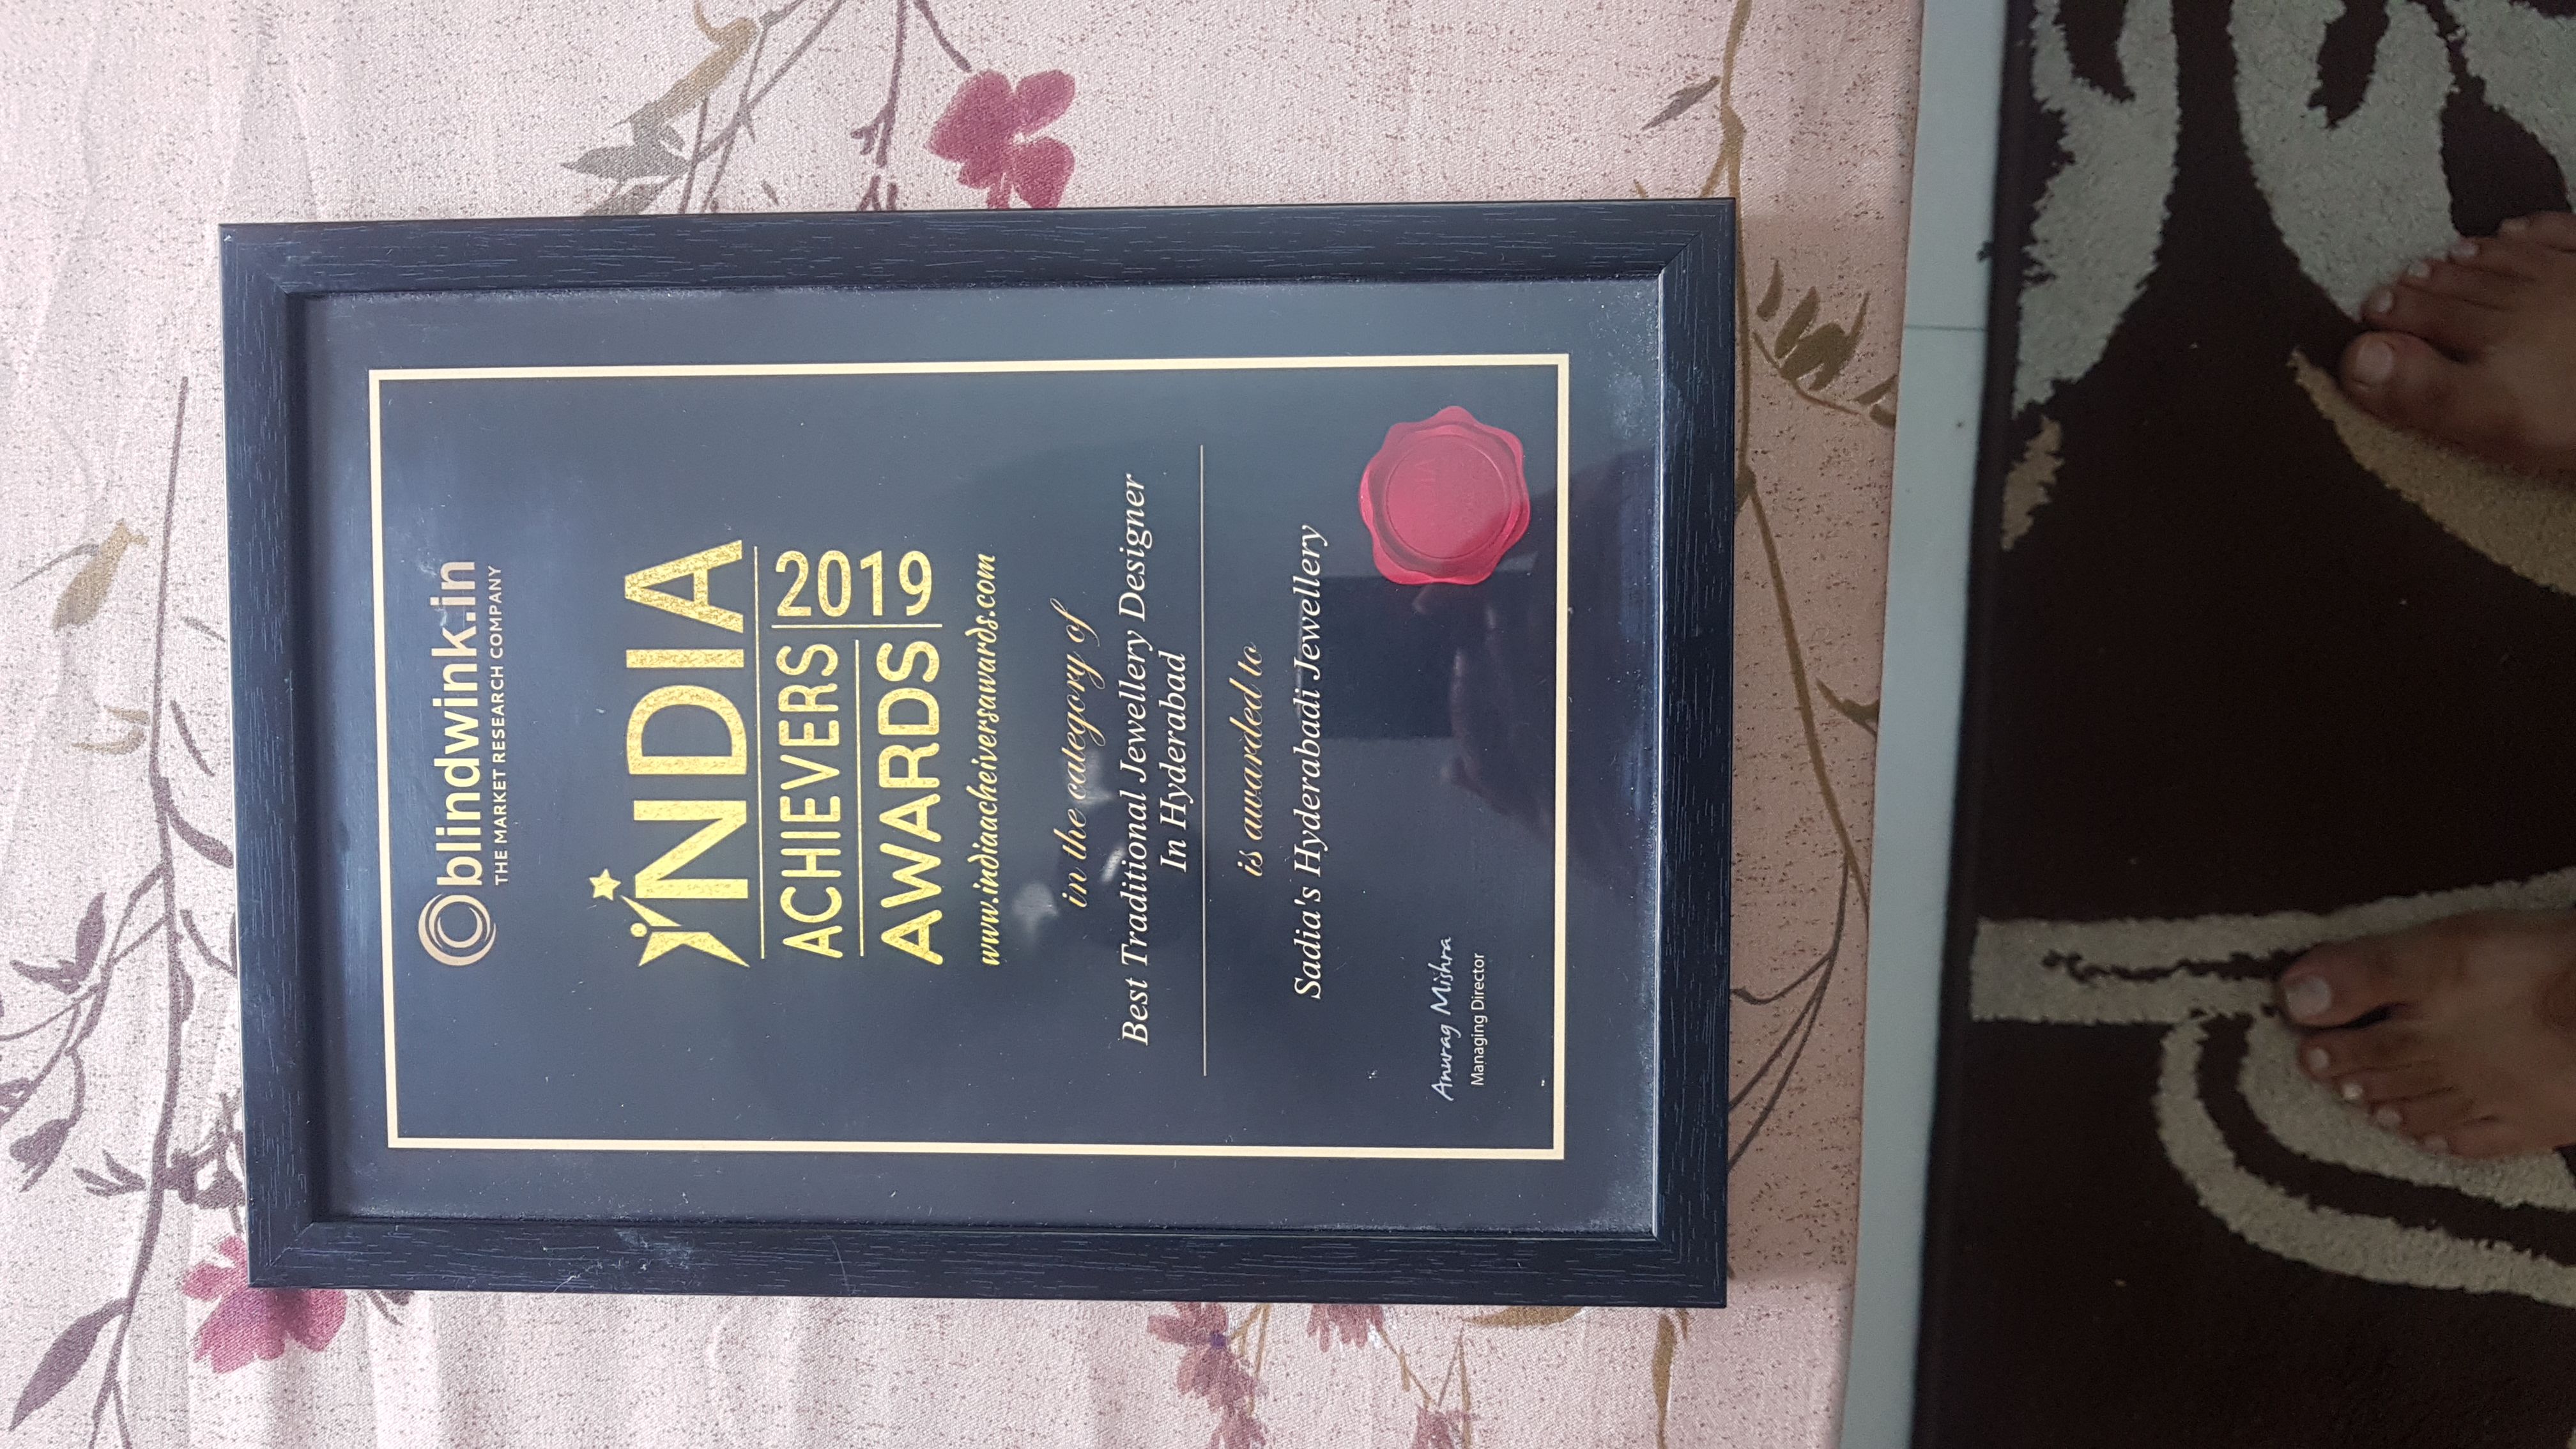 blindwink.in
THE MARKET RESEARCH COMPANY
INDIA
ACHIEVERS
AWARDS
2019
www.indiaacheiversawards.com
in the category of
Best Traditional Jewellery Designer
In Hyderabad
is awarded to
Sadia's Hyderabadi Jewellery
Anurag Mishra
Managing Director
INDIA